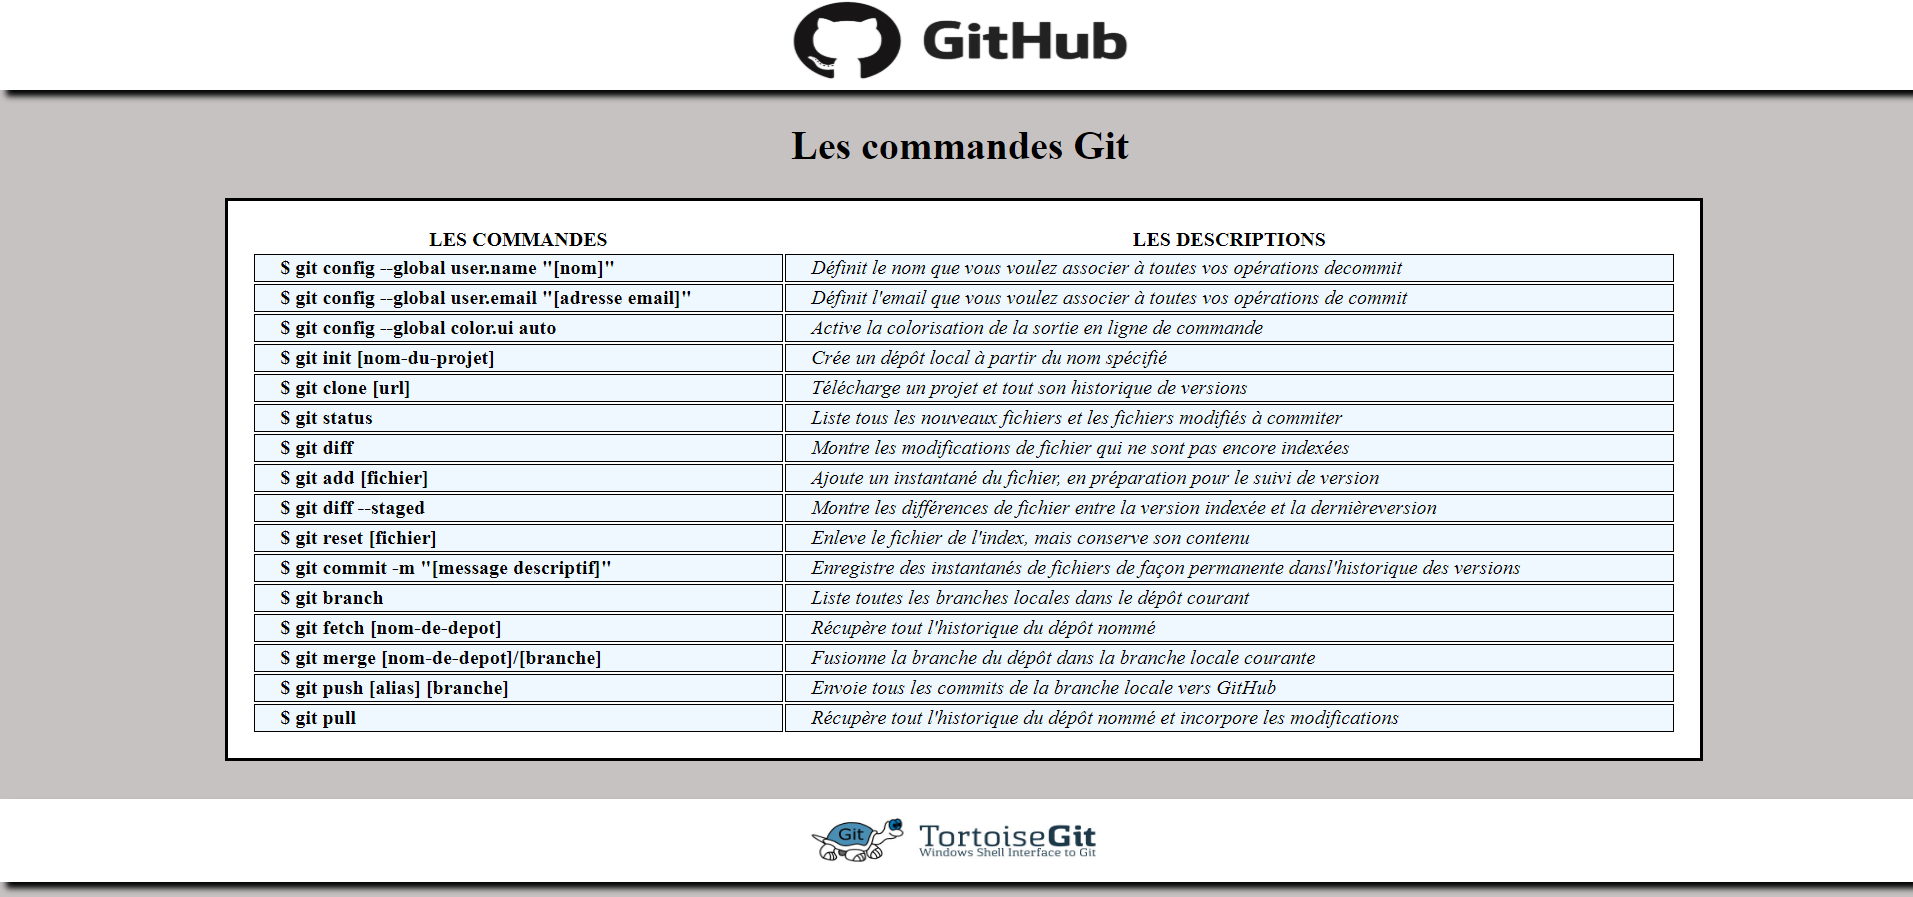 GitHub
Les commandes Git
LES COMMANDES LES DESCRIPTIONS
$ git config --global user.name "[nom]" Définit le nom que vous voulez associer à toutes vos opérations decommit
$ git config --global user.email "[adresse email]" Définit l'email que vous voulez associer à toutes vos opérations de commit
$ git config --global color.ui auto Active la colorisation de la sortie en ligne de commande
$ git init [nom-du-projet] Crée un dépôt local à partir du nom spécifié
$ git clone [url] Télécharge un projet et tout son historique de versions
$ git status Liste tous les nouveaux fichiers et les fichiers modifiés à commiter
$ git diff Montre les modifications de fichier qui ne sont pas encore indexées
$ git add [fichier] Ajoute un instantané du fichier, en préparation pour le suivi de version
$ git diff --staged Montre les différences de fichier entre la version indexée et la dernièreversion
$ git reset [fichier] Enleve le fichier de l'index, mais conserve son contenu
$ git commit -m "[message descriptif]" Enregistre des instantanés de fichiers de façon permanente dansl'historique des versions
$ git branch Liste toutes les branches locales dans le dépôt courant
$ git fetch [nom-de-depot] Récupère tout l'historique du dépôt nommé
$ git merge [nom-de-depot]/[branche] Fusionne la branche du dépôt dans la branche locale courante
$ git push [alias] [branche] Envoie tous les commits de la branche locale vers GitHub
$ git pull Récupère tout l'historique du dépôt nommé et incorpore les modifications
Git TortoiseGit
Windows Shell Interface to Git